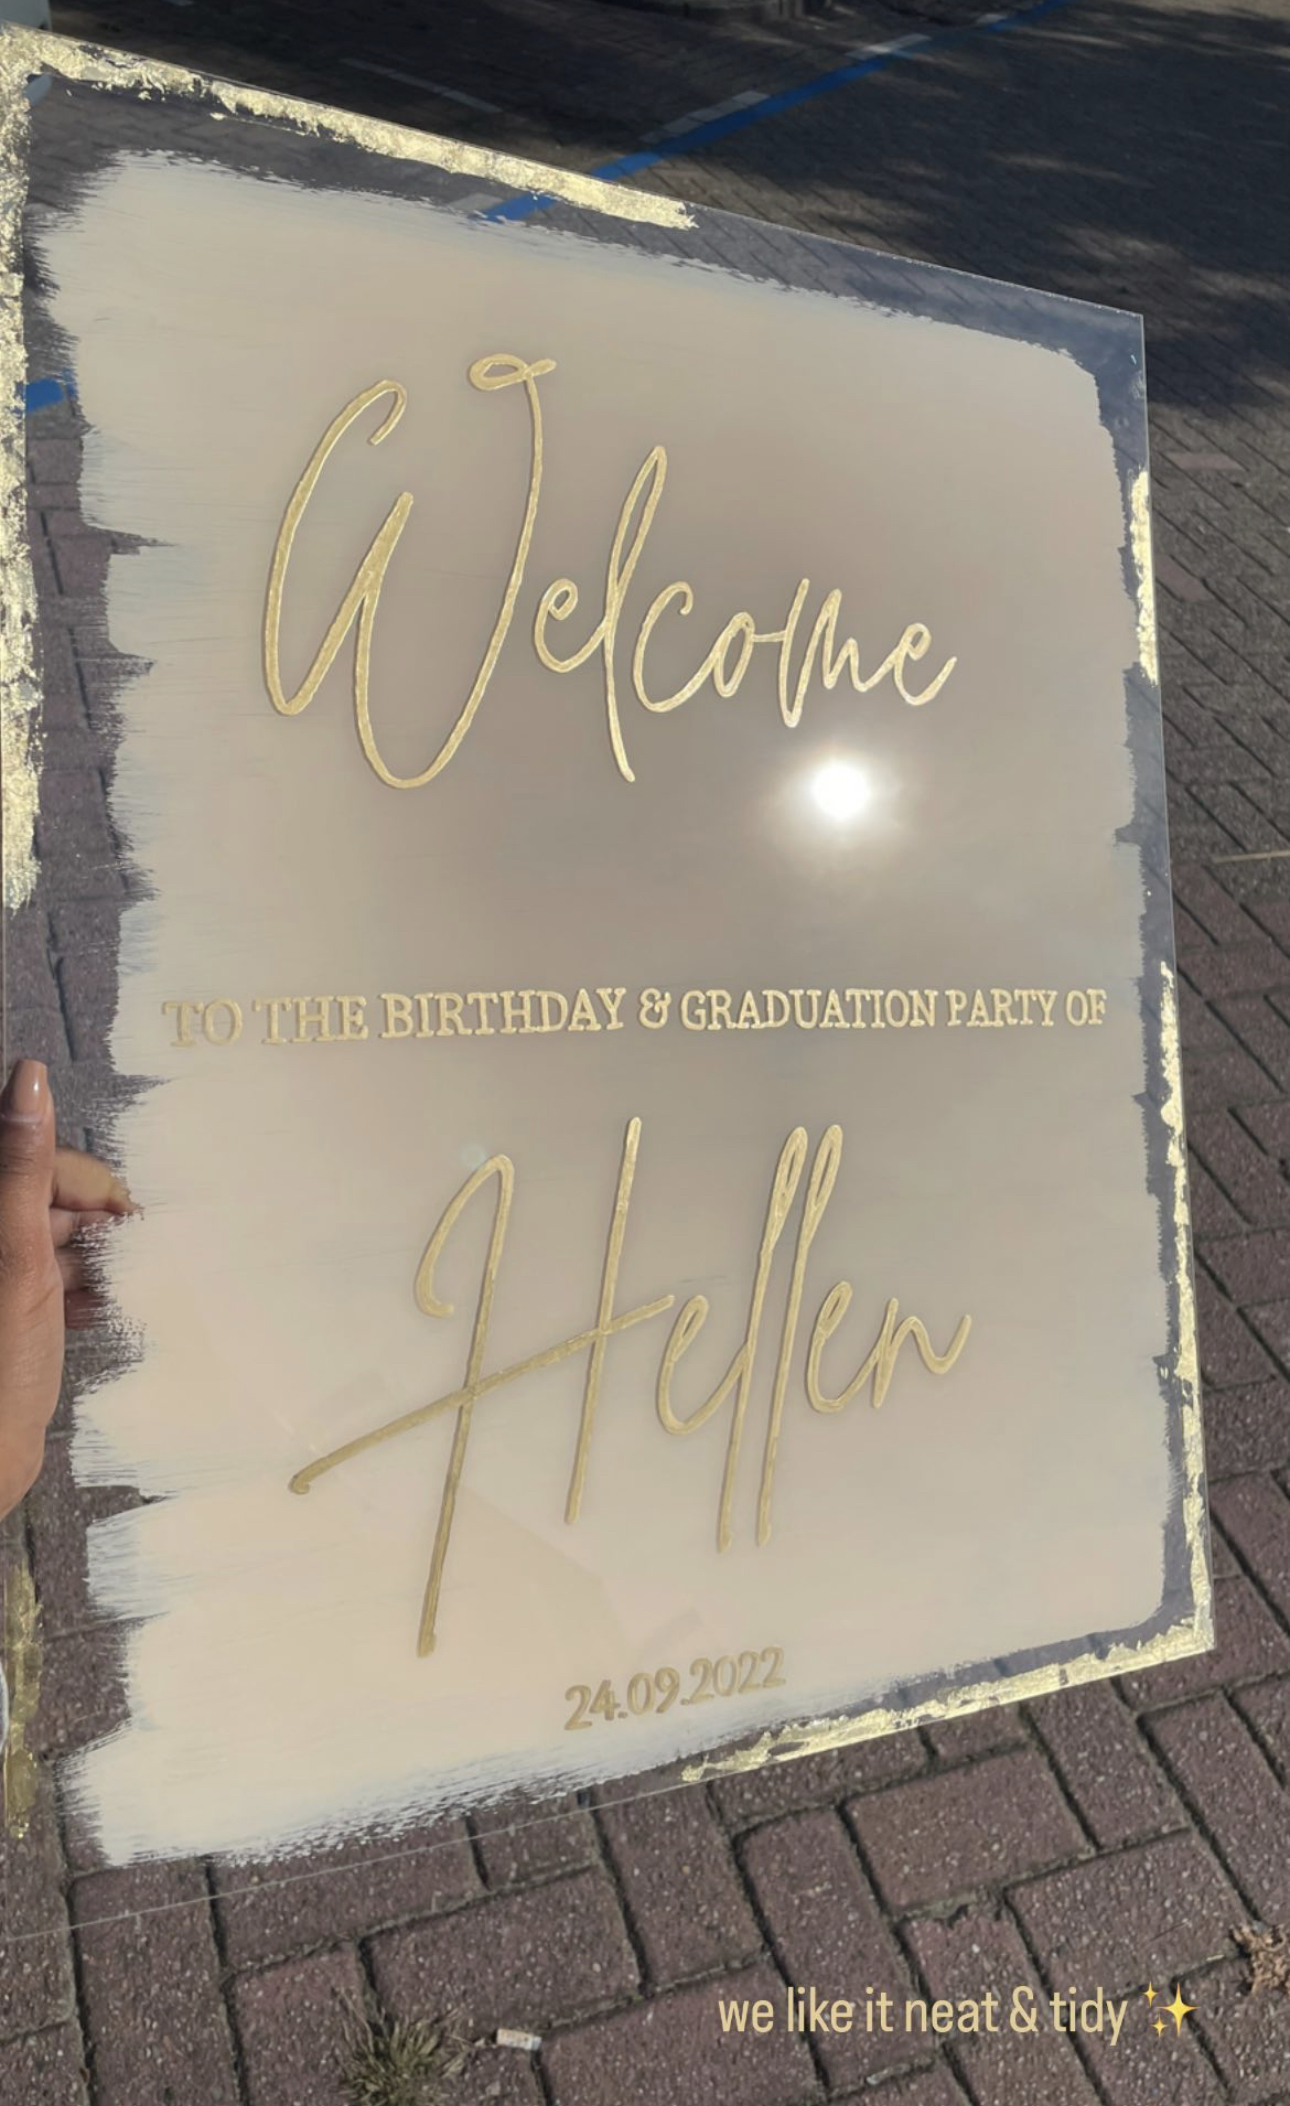 Welcome
TO THE BIRTHDAY & GRADUATION PARTY OF
Hellen
24.09.2022
we like it neat & tidy ✨